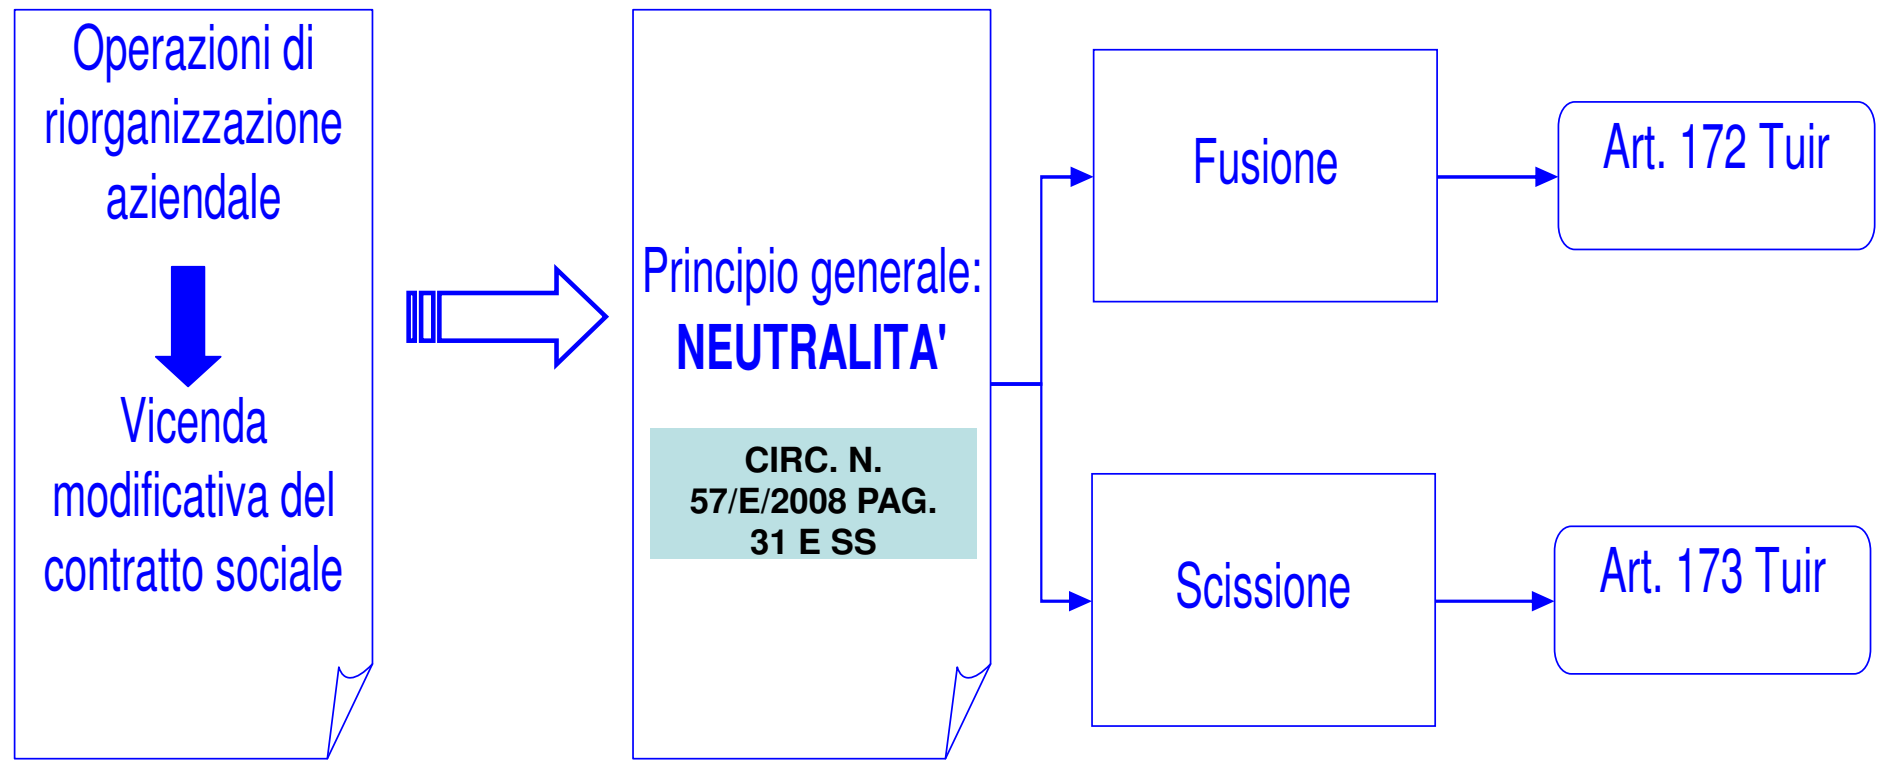 Operazioni di
riorganizzazione
aziendale
Vicenda
modificativa del
contratto sociale
Principio generale:
NEUTRALITA'
CIRC. N.
57/E/2008 PAG.
31 E SS
Fusione
Art. 172 Tuir
Scissione
Art. 173 Tuir